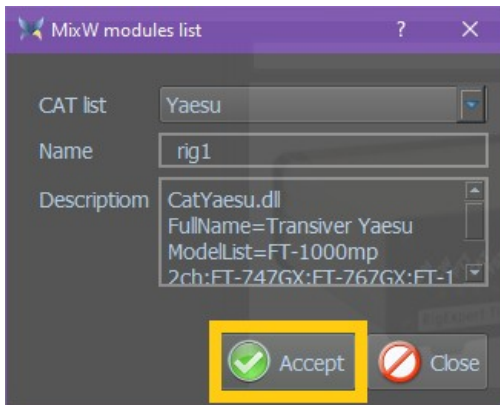 MixW modules list ? ×
CAT list Yaesu
Name rig1
Descriptiom CatYaesu.dll
FullName=Transiver Yaesu
ModelList=FT-1000mp
2ch;FT-747GX;FT-767GX;FT-1
RigExpert
Accept Close